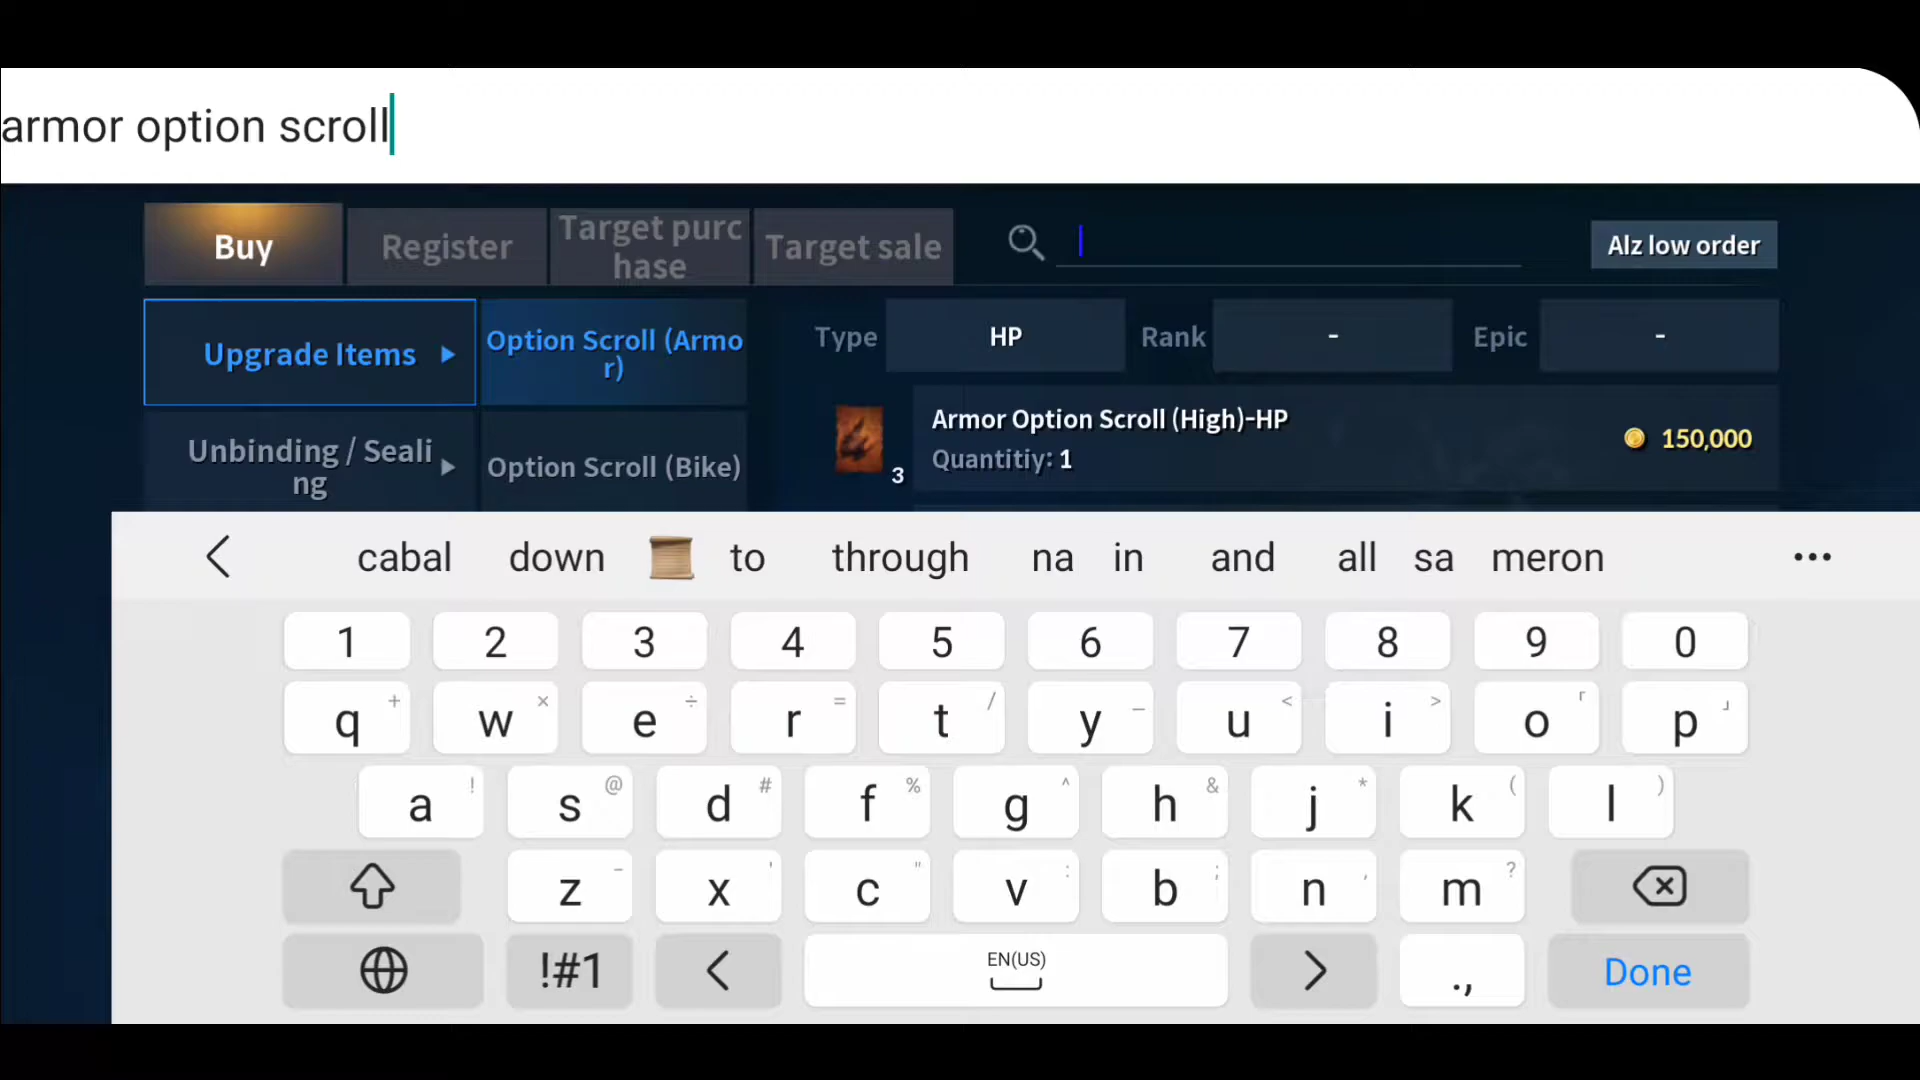 armor option scroll
Buy
Register
Target purc
hase
Target sale
Alz low order
Upgrade Items
Option Scroll (Armo
r)
Type
HP
Rank
-
Epic
-
Armor Option Scroll (High)-HP
Quantitiy: 1
3
150,000
Unbinding / Seali
ng
Option Scroll (Bike)
cabal down to through na in and all sa meron
1 2 3 4 5 6 7 8 9 0
q + w × e ÷ r = t / y _ u < i > o 「 p 」
a ! s @ d # f % g ^ h & j * k ( l )
z - x ' c " v : b ; n , m ?
!#1 < EN(US) > ., Done